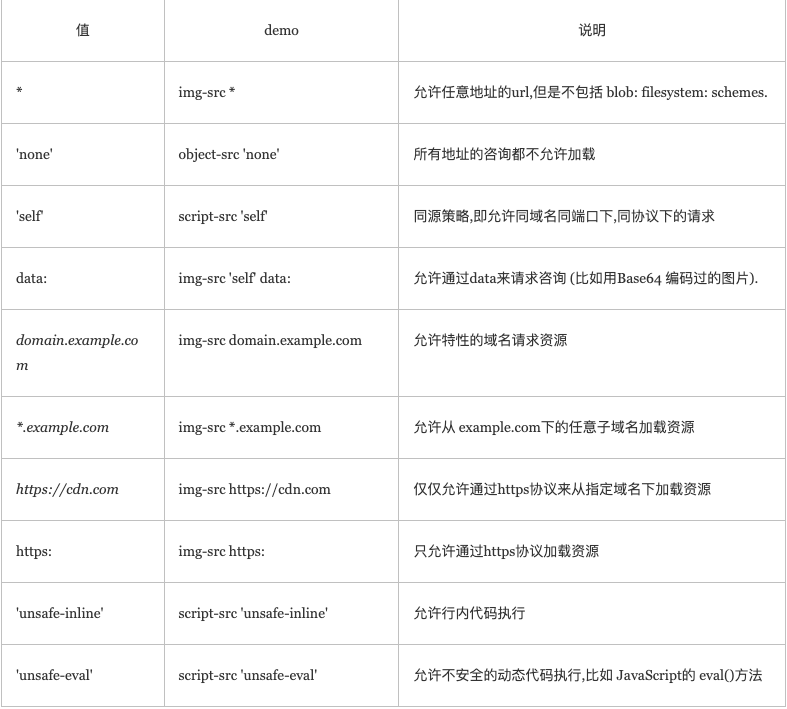 值 demo 说明
* img-src * 允许任意地址的url,但是不包括 blob: filesystem: schemes.
'none' object-src 'none' 所有地址的咨询都不允许加载
'self' script-src 'self' 同源策略,即允许同域名同端口下,同协议下的请求
data: img-src 'self' data: 允许通过data来请求咨询 (比如用Base64 编码过的图片).
domain.example.co img-src domain.example.com 允许特性的域名请求资源
m
*.example.com img-src *.example.com 允许从 example.com下的任意子域名加载资源
https://cdn.com img-src https://cdn.com 仅仅允许通过https协议来从指定域名下加载资源
https: img-src https: 只允许通过https协议加载资源
'unsafe-inline' script-src 'unsafe-inline' 允许行内代码执行
'unsafe-eval' script-src 'unsafe-eval' 允许不安全的动态代码执行,比如 JavaScript的 eval()方法